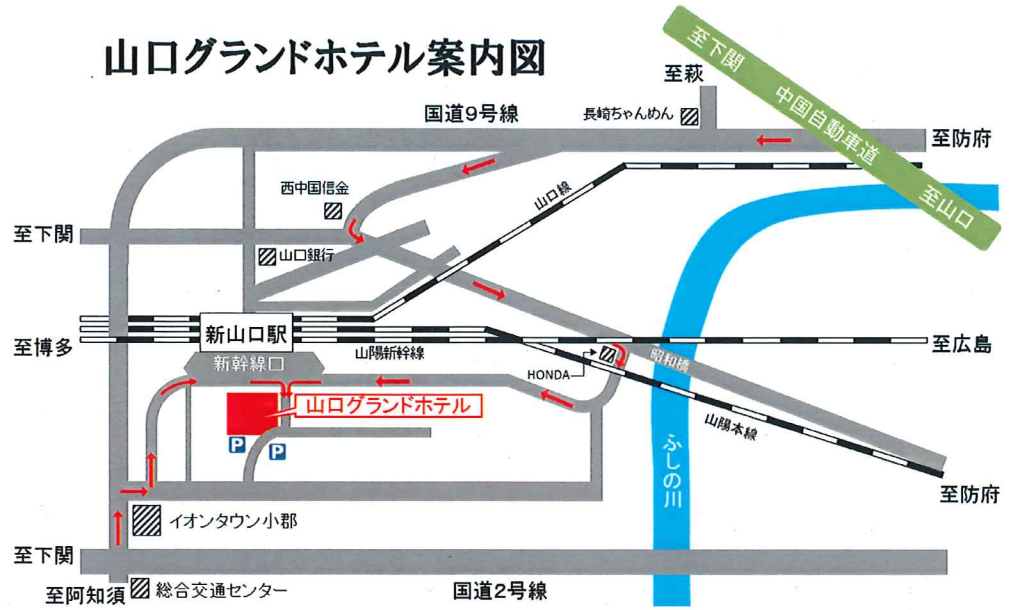 山口グランドホテル案内図
至下関
中国自動車道
至山口
至萩
長崎ちゃんめん
国道9号線
至防府
西中国信金
山口線
至下関
山口銀行
新山口駅
新幹線口
山陽新幹線
至博多
至広島
HONDA
昭和橋
山口グランドホテル
P
P
山陽本線
ふしの川
至防府
イオンタウン小郡
至下関
国道2号線
至阿知須
総合交通センター